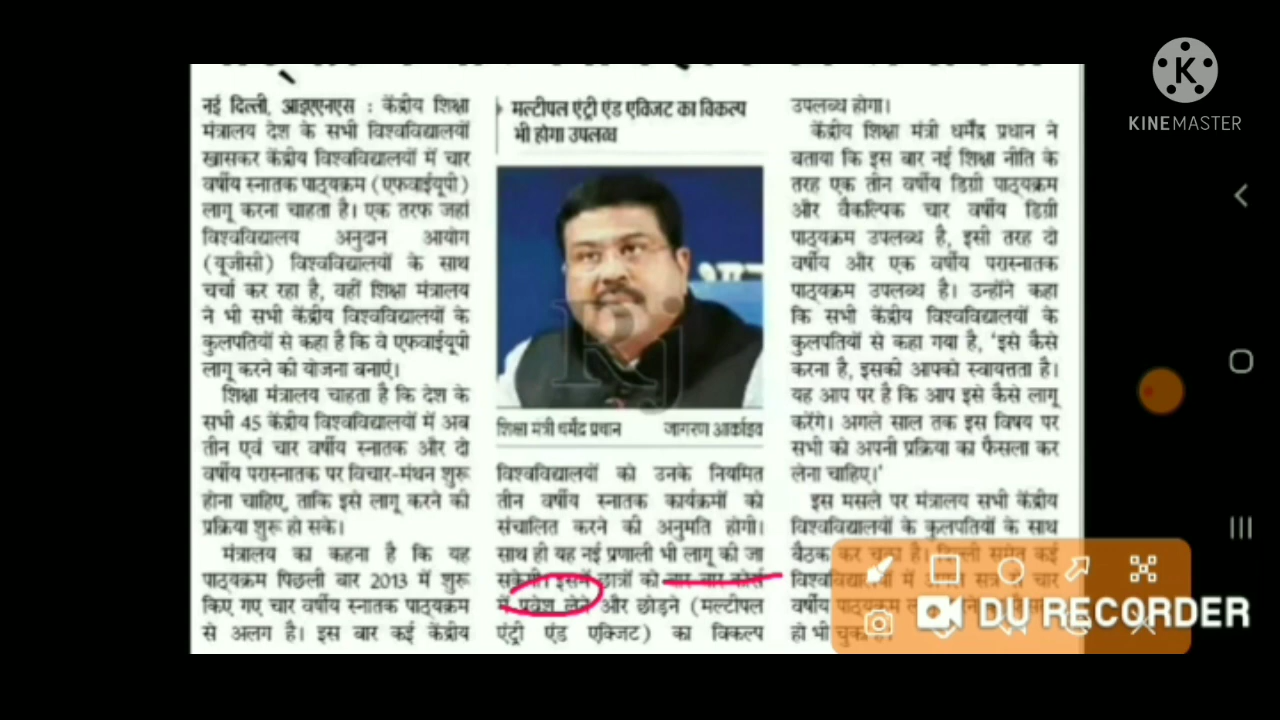 नई दिल्ली, आइएएनएस : केंद्रीय शिक्षा
मंत्रालय देश के सभी विश्वविद्यालयों
खासकर केंद्रीय विश्वविद्यालयों में चार
वर्षीय स्नातक पाठ्यक्रम (एफवाईयूपी)
लागू करना चाहता है। एक तरफ जहां
विश्वविद्यालय अनुदान आयोग
(यूजीसी) विश्वविद्यालयों के साथ
चर्चा कर रहा है, वहीं शिक्षा मंत्रालय
ने भी सभी केंद्रीय विश्वविद्यालयों के
कुलपतियों से कहा है कि वे एफवाईयूपी
लागू करने की योजना बनाएं।
शिक्षा मंत्रालय चाहता है कि देश के
सभी 45 केंद्रीय विश्वविद्यालयों में अब
तीन एवं चार वर्षीय स्नातक और दो
वर्षीय परास्नातक पर विचार-मंथन शुरू
होना चाहिए, ताकि इसे लागू करने की
प्रक्रिया शुरू हो सके।
मंत्रालय का कहना है कि यह
पाठ्यक्रम पिछली बार 2013 में शुरू
किए गए चार वर्षीय स्नातक पाठ्यक्रम
से अलग है। इस बार कई केंद्रीय
मल्टीपल एंट्री एंड एक्जिट का विकल्प
भी होगा उपलब्ध
Rj
शिक्षा मंत्री धर्मेंद्र प्रधान जागरण आर्काइव
विश्वविद्यालयों को उनके नियमित
तीन वर्षीय स्नातक कार्यक्रमों को
संचालित करने की अनुमति होगी।
साथ ही यह नई प्रणाली भी लागू की जा
सकेगी। इसमें छात्रों को बार-बार कोर्स
में प्रवेश लेने और छोड़ने (मल्टीपल
एंट्री एंड एक्जिट) का विकल्प
उपलब्ध होगा।
केंद्रीय शिक्षा मंत्री धर्मेंद्र प्रधान ने
बताया कि इस बार नई शिक्षा नीति के
तरह एक तीन वर्षीय डिग्री पाठ्यक्रम
और वैकल्पिक चार वर्षीय डिग्री
पाठ्यक्रम उपलब्ध है, इसी तरह दो
वर्षीय और एक वर्षीय परास्नातक
पाठ्यक्रम उपलब्ध है। उन्होंने कहा
कि सभी केंद्रीय विश्वविद्यालयों के
कुलपतियों से कहा गया है, 'इसे कैसे
करना है, इसकी आपको स्वायत्तता है।
यह आप पर है कि आप इसे कैसे लागू
करेंगे। अगले साल तक इस विषय पर
सभी को अपनी प्रक्रिया का फैसला कर
लेना चाहिए।'
इस मसले पर मंत्रालय सभी केंद्रीय
विश्वविद्यालयों के कुलपतियों के साथ
बैठक कर चुका है।
में
वर्षीय पाठ्यक्रम
हो भी चुका है।
K
KINEMASTER
DU RECORDER